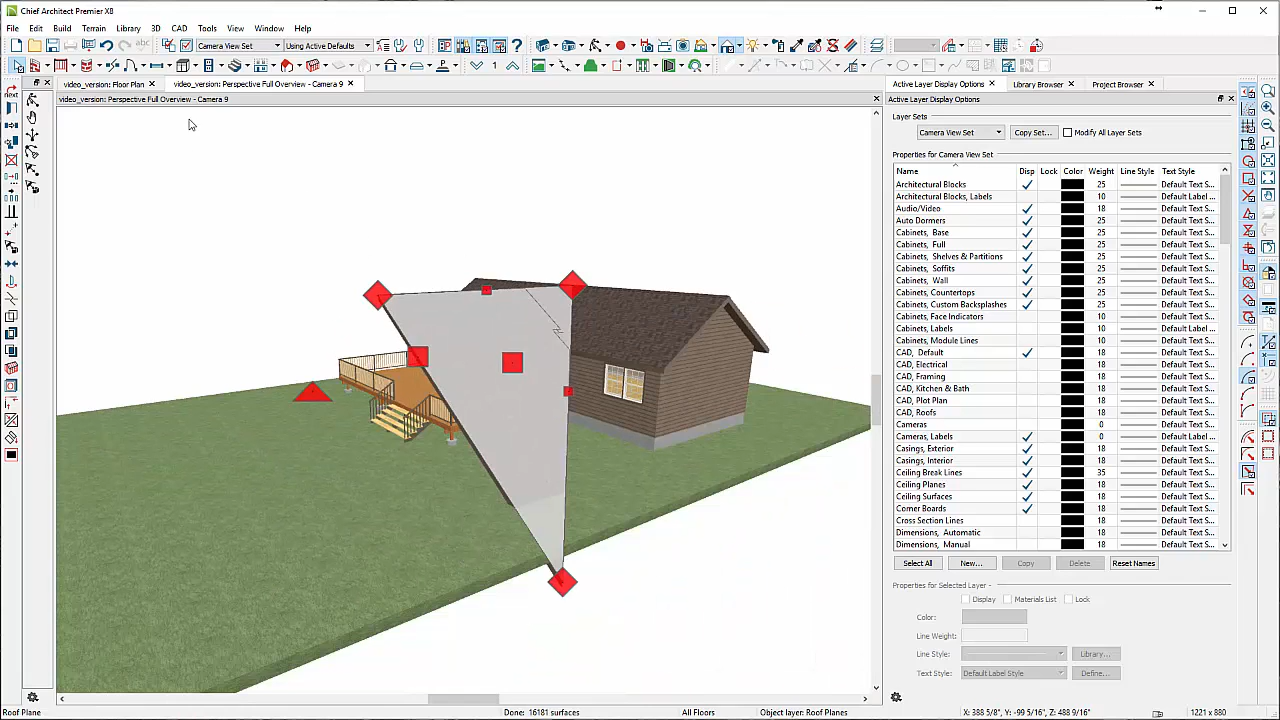 Chief Architect Premier X8
File Edit Build Terrain Library 3D CAD Tools View Window Help
Camera View Set Using Active Defaults
1
video_version: Floor Plan video_version: Perspective Full Overview - Camera 9
video_version: Perspective Full Overview - Camera 9
Active Layer Display Options Library Browser Project Browser
Active Layer Display Options
Layer Sets
Camera View Set Copy Set... Modify All Layer Sets
Properties for Camera View Set
Name Disp Lock Color Weight Line Style Text Style
Architectural Blocks 25 Default Text S...
Architectural Blocks, Labels 10 Default Label ...
Audio/Video 18 Default Text S...
Auto Dormers 25 Default Text S...
Cabinets, Base 25 Default Text S...
Cabinets, Full 25 Default Text S...
Cabinets, Shelves & Partitions 25 Default Text S...
Cabinets, Soffits 25 Default Text S...
Cabinets, Wall 25 Default Text S...
Cabinets, Countertops 25 Default Text S...
Cabinets, Custom Backsplashes 25 Default Text S...
Cabinets, Face Indicators 10 Default Text S...
Cabinets, Labels 10 Default Label ...
Cabinets, Module Lines 10 Default Text S...
CAD, Default 18 Default Text S...
CAD, Electrical 18 Default Text S...
CAD, Framing 18 Default Text S...
CAD, Kitchen & Bath 18 Default Text S...
CAD, Plot Plan 18 Default Text S...
CAD, Roofs 18 Default Text S...
Cameras 0 Default Text S...
Cameras, Labels 0 Default Label ...
Casings, Exterior 18 Default Text S...
Casings, Interior 18 Default Text S...
Ceiling Break Lines 35 Default Text S...
Ceiling Planes 18 Default Text S...
Ceiling Surfaces 18 Default Text S...
Corner Boards 18 Default Text S...
Cross Section Lines 18 Default Text S...
Dimensions, Automatic 18 Default Text S...
Dimensions, Manual 18 Default Text S...
Select All New... Copy Delete Reset Names
Properties for Selected Layer -
Display Materials List Lock
Color:
Line Weight:
Line Style: Library...
Text Style: Default Label Style Define...
Roof Plane Done: 16181 surfaces All Floors Object layer: Roof Planes X: 388 5/8", Y: -99 5/16", Z: 488 9/16" 1221 x 880